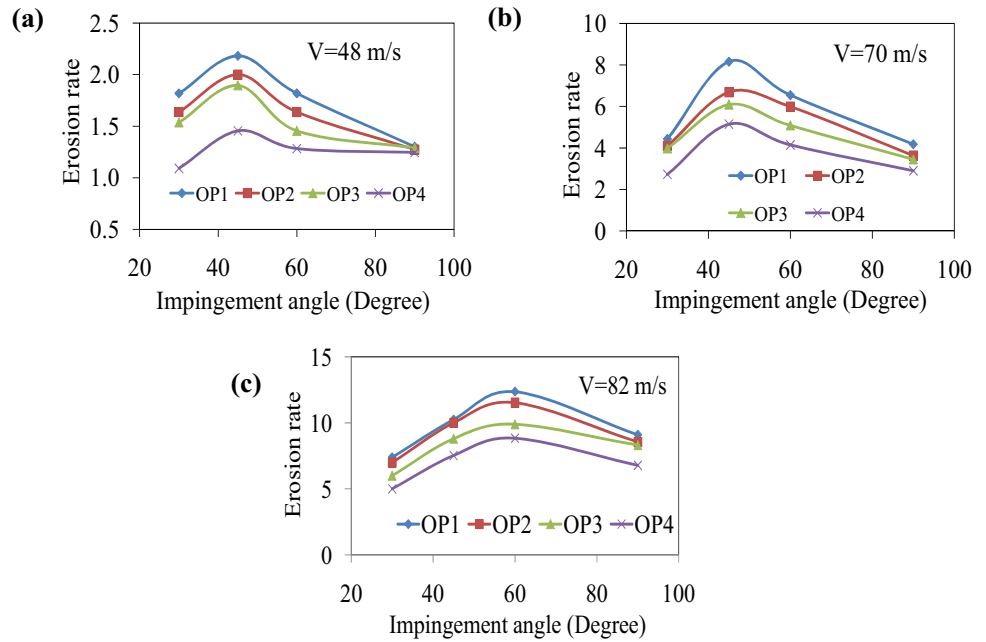 (a)
V=48 m/s
Erosion rate
2.5
2.0
1.5
1.0
0.5
OP1 OP2 OP3 OP4
20 40 60 80 100
Impingement angle (Degree)
(b)
V=70 m/s
Erosion rate
10
8
6
4
2
0
OP1 OP2
OP3 OP4
20 40 60 80 100
Impingement angle (Degree)
(c)
V=82 m/s
Erosion rate
15
10
5
0
OP1 OP2 OP3 OP4
20 40 60 80 100
Impingement angle (Degree)